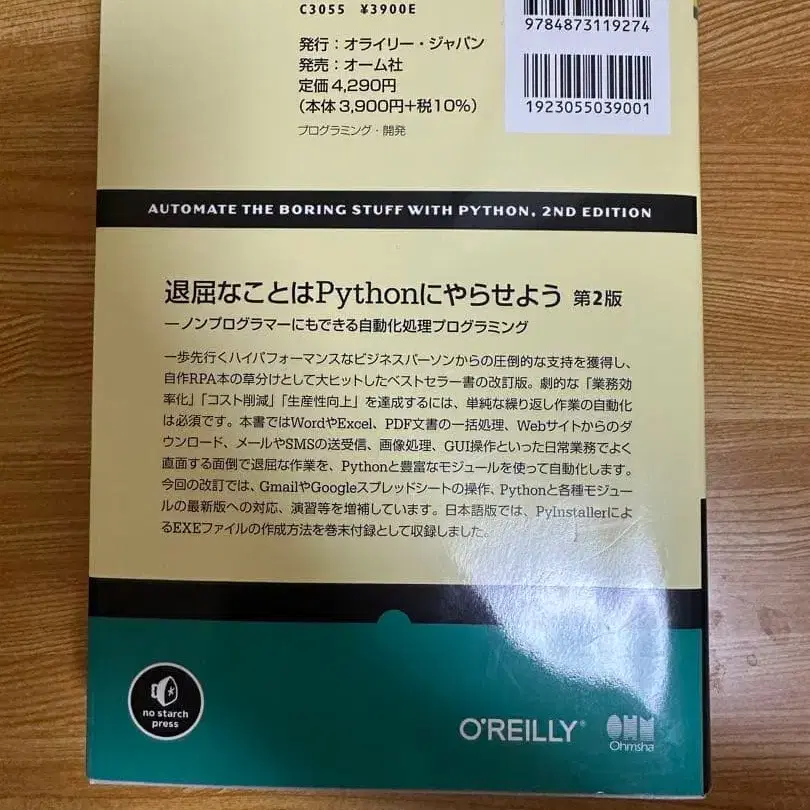 C3055 ¥3900E
9784873119274
発行：オライリー・ジャパン
発売：オーム社
定価4,290円
（本体3,900円+税10%）
プログラミング・開発
1923055039001
AUTOMATE THE BORING STUFF WITH PYTHON, 2ND EDITION
退屈なことはPythonにやらせよう 第2版
―ノンプログラマーにもできる自動化処理プログラミング
一歩先行くハイパフォーマンスなビジネスパーソンからの圧倒的な支持を獲得し、
自作RPA本の草分けとして大ヒットしたベストセラー書の改訂版。劇的な「業務効
率化」「コスト削減」「生産性向上」を達成するには、単純な繰り返し作業の自動化
は必須です。本書ではWordやExcel、PDF文書の一括処理、Webサイトからのダ
ウンロード、メールやSMSの送受信、画像処理、GUI操作といった日常業務でよく
直面する面倒で退屈な作業を、Pythonと豊富なモジュールを使って自動化します。
今回の改訂では、GmailやGoogleスプレッドシートの操作、Pythonと各種モジュー
ルの最新版への対応、演習等を増補しています。日本語版では、PyInstallerによ
るEXEファイルの作成方法を巻末付録として収録しました。
no starch
press
O'REILLY®
OHM
Ohmsha